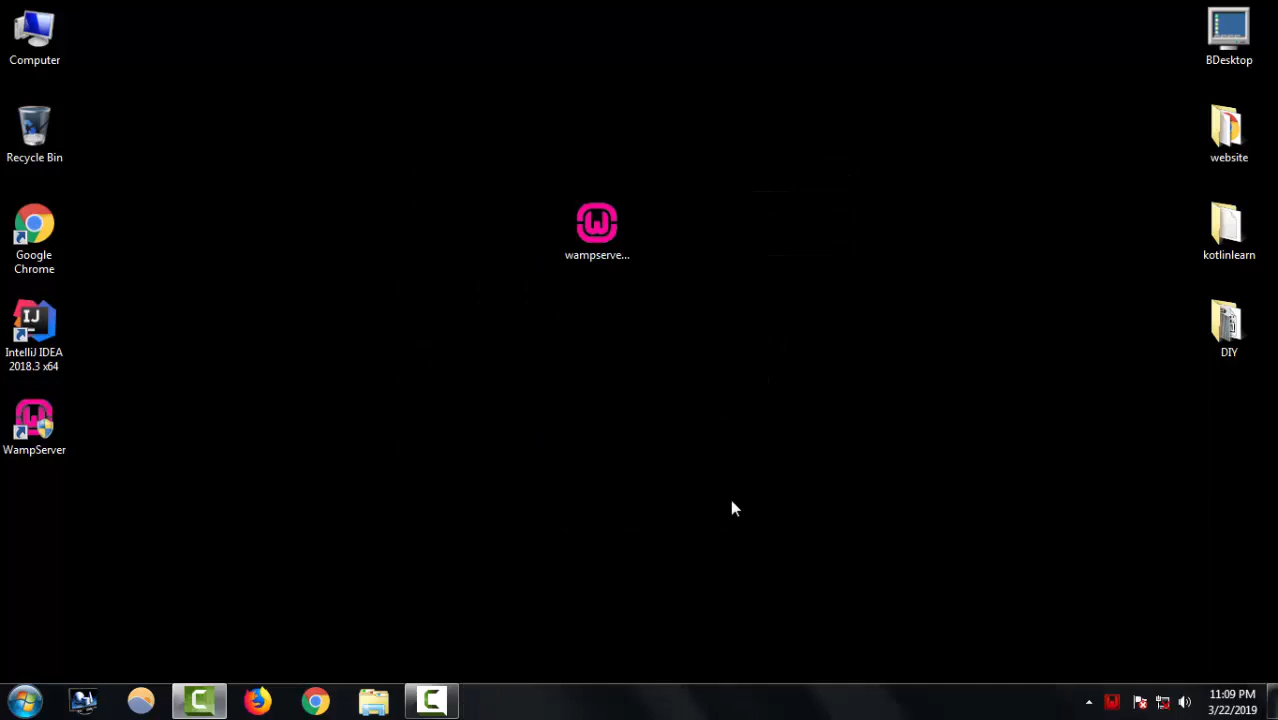 Computer
BDesktop
Recycle Bin
website
Google
Chrome
wampserve...
kotlinlearn
IJ
IntelliJ IDEA
2018.3 x64
DIY
WampServer
11:09 PM
3/22/2019